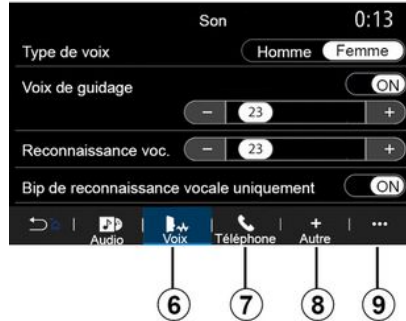 Son 0:13
Type de voix Homme Femme
Voix de guidage ON
− 23 +
Reconnaissance voc. − 23 +
Bip de reconnaissance vocale uniquement ON
Audio Voix Téléphone + Autre ...
6 7 8 9